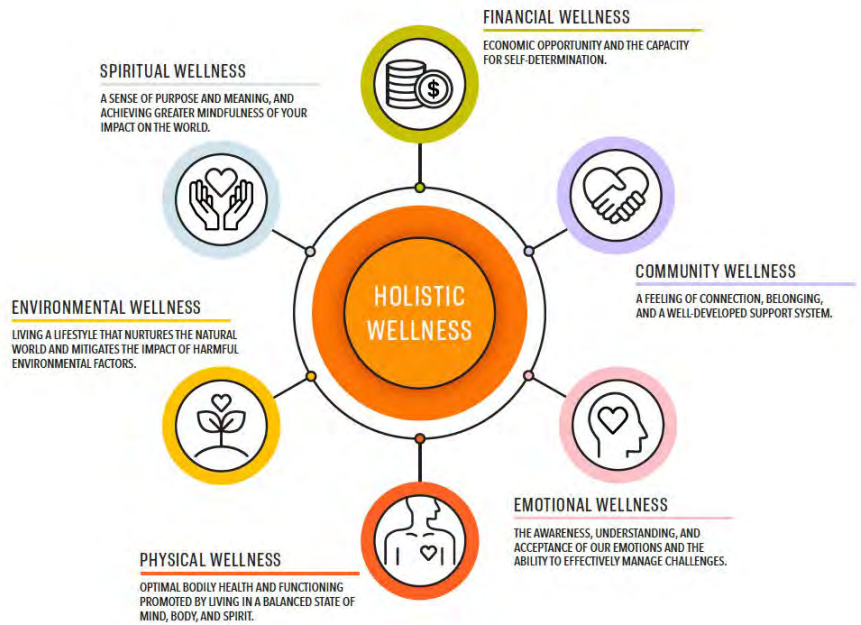 FINANCIAL WELLNESS
ECONOMIC OPPORTUNITY AND THE CAPACITY
FOR SELF-DETERMINATION.
SPIRITUAL WELLNESS
A SENSE OF PURPOSE AND MEANING, AND
ACHIEVING GREATER MINDFULNESS OF YOUR
IMPACT ON THE WORLD.
$
HOLISTIC
WELLNESS
COMMUNITY WELLNESS
A FEELING OF CONNECTION, BELONGING,
AND A WELL-DEVELOPED SUPPORT SYSTEM.
ENVIRONMENTAL WELLNESS
LIVING A LIFESTYLE THAT NURTURES THE NATURAL
WORLD AND MITIGATES THE IMPACT OF HARMFUL
ENVIRONMENTAL FACTORS.
EMOTIONAL WELLNESS
THE AWARENESS, UNDERSTANDING, AND
ACCEPTANCE OF OUR EMOTIONS AND THE
ABILITY TO EFFECTIVELY MANAGE CHALLENGES.
PHYSICAL WELLNESS
OPTIMAL BODILY HEALTH AND FUNCTIONING
PROMOTED BY LIVING IN A BALANCED STATE OF
MIND, BODY, AND SPIRIT.